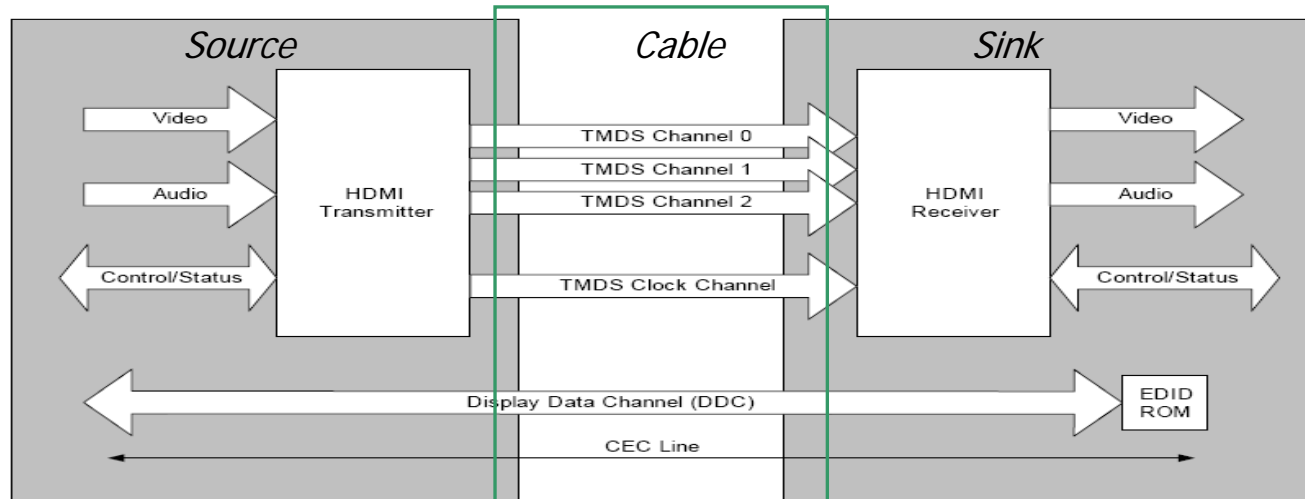 Source
Cable
Sink
Video
Audio
Control/Status
HDMI
Transmitter
TMDS Channel 0
TMDS Channel 1
TMDS Channel 2
TMDS Clock Channel
HDMI
Receiver
Video
Audio
Control/Status
Display Data Channel (DDC)
EDID
ROM
CEC Line